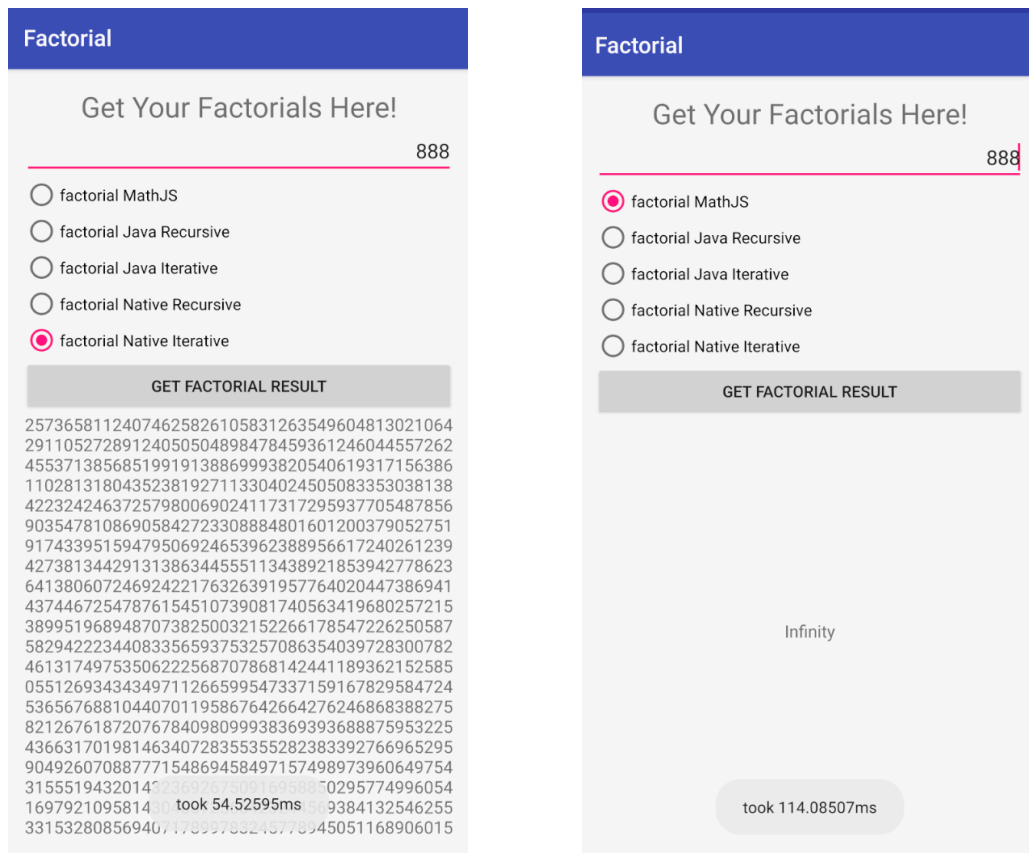 Factorial
Get Your Factorials Here!
888
factorial MathJS
factorial Java Recursive
factorial Java Iterative
factorial Native Recursive
factorial Native Iterative
GET FACTORIAL RESULT
25736581124074625826105831263549604813021064
29110527289124050504898478459361246044557262
45537138568519919138869993820540619317156386
11028131804352381927113304024505083353038138
42232424637257980069024117317295937705487856
90354781086905842723308884801601200379052751
91743395159479506924653962388956617240261239
42738134429131386344555113438921853942778623
64138060724692422176326391957764020447386941
43744672547876154510739081740563419680257215
38995196894870738250032152266178547226250587
58294222344083356593753257086354039728300782
46131749753506222568707868142441189362152585
05512693434349711266599547337159167829584724
53656768810440701195867642664276246868388275
82126761872076784098099938369393688875953225
43663170198146340728355355282383392766965295
90492607088777154869458497157498973960649754
took 54.52595ms
Factorial
Get Your Factorials Here!
888
factorial MathJS
factorial Java Recursive
factorial Java Iterative
factorial Native Recursive
factorial Native Iterative
GET FACTORIAL RESULT
Infinity
took 114.08507ms